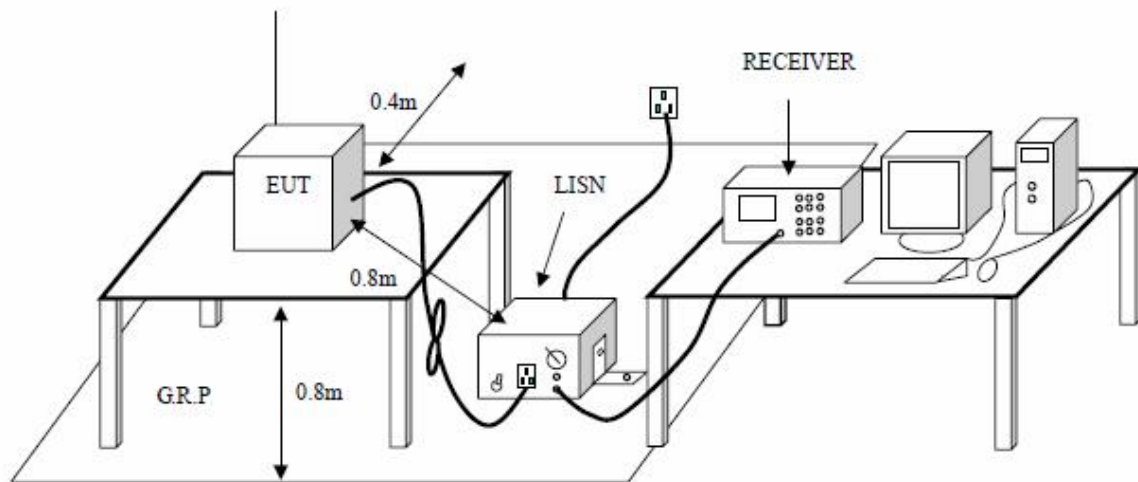 RECEIVER
0.4m
EUT
LISN
0.8m
G.R.P
0.8m